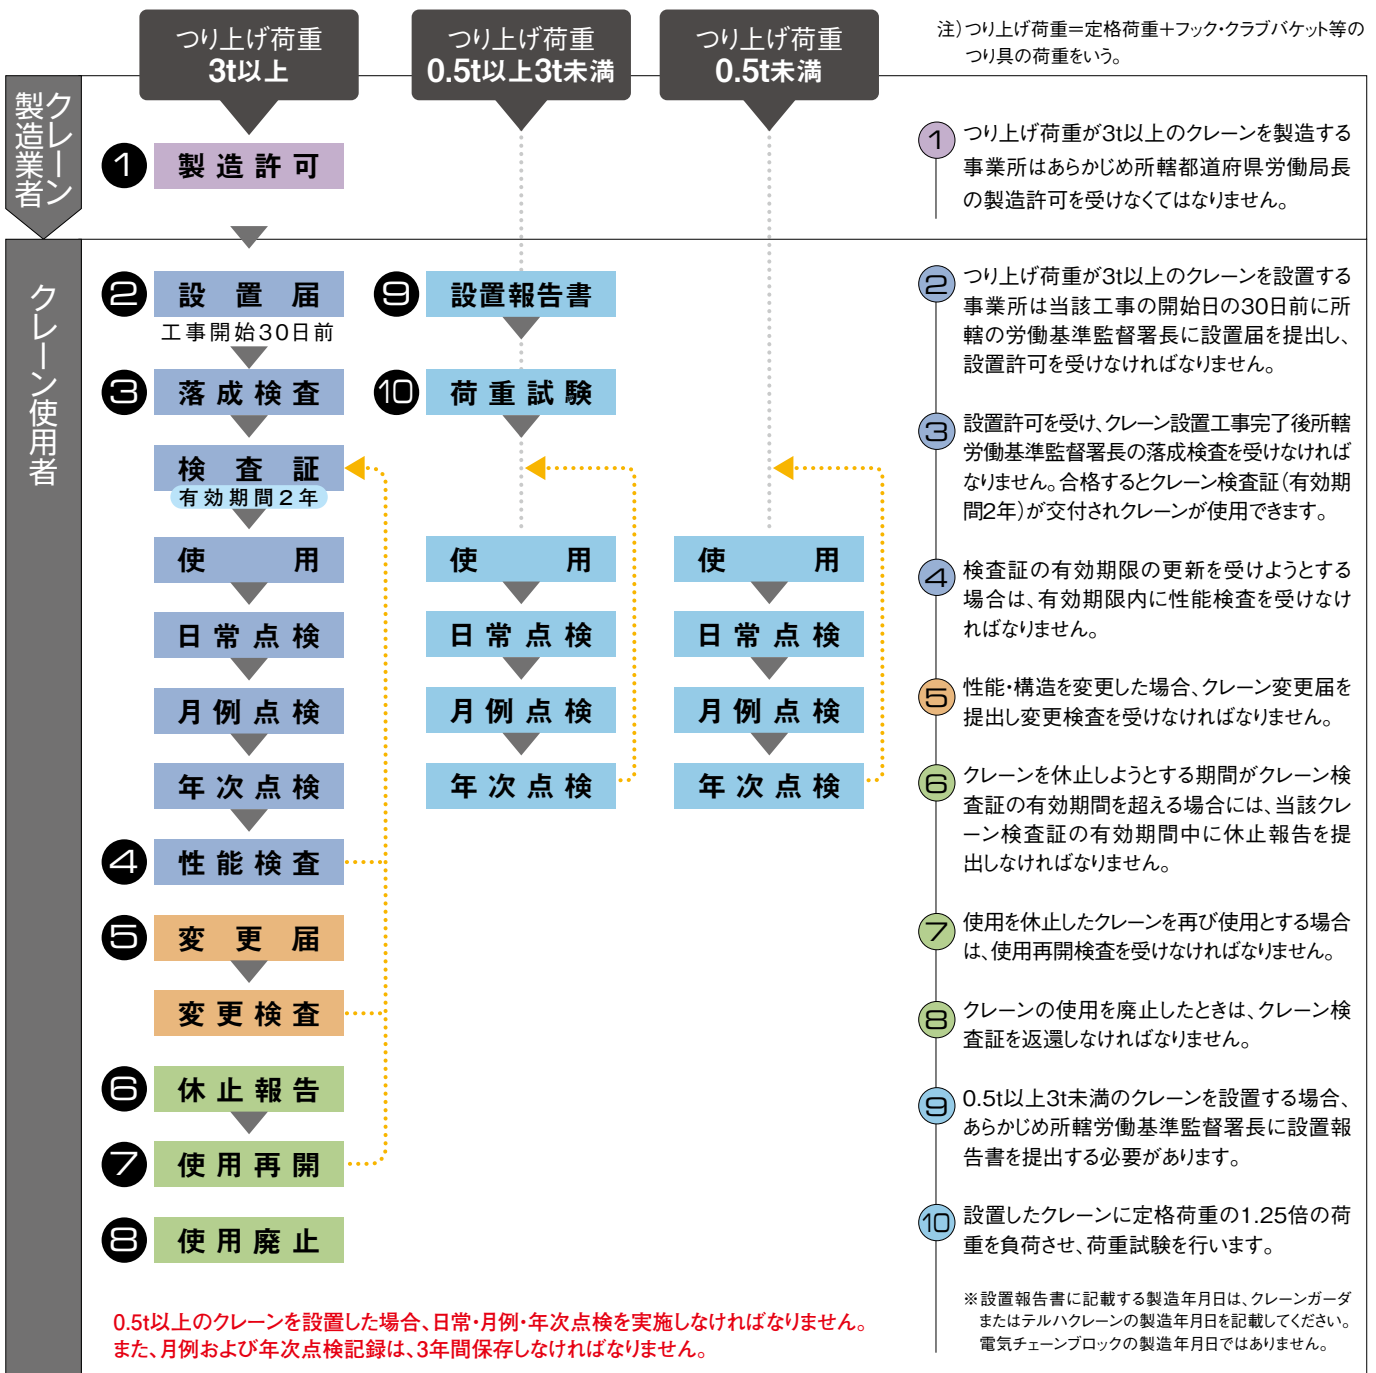 つり上げ荷重
3t以上
つり上げ荷重
0.5t以上3t未満
つり上げ荷重
0.5t未満
注）つり上げ荷重＝定格荷重＋フック・クラブバケット等の
つり具の荷重をいう。
クレーン
製造業者
1 製造許可
1 つり上げ荷重が3t以上のクレーンを製造する
事業所はあらかじめ所轄都道府県労働局長
の製造許可を受けなくてはなりません。
クレーン使用者
2 設置届
工事開始30日前
3 落成検査
検査証
有効期間2年
使用
日常点検
月例点検
年次点検
4 性能検査
5 変更届
変更検査
6 休止報告
7 使用再開
8 使用廃止
9 設置報告書
10 荷重試験
使用
日常点検
月例点検
年次点検
使用
日常点検
月例点検
年次点検
2 つり上げ荷重が3t以上のクレーンを設置する
事業所は当該工事の開始日の30日前に所
轄の労働基準監督署長に設置届を提出し、
設置許可を受けなければなりません。
3 設置許可を受け、クレーン設置工事完了後所轄
労働基準監督署長の落成検査を受けなければ
なりません。合格するとクレーン検査証（有効期
間2年）が交付されクレーンが使用できます。
4 検査証の有効期限の更新を受けようとする
場合は、有効期限内に性能検査を受けなけ
ればなりません。
5 性能・構造を変更した場合、クレーン変更届を
提出し変更検査を受けなければなりません。
6 クレーンを休止しようとする期間がクレーン検
査証の有効期間を超える場合には、当該クレ
ーン検査証の有効期間中に休止報告を提
出しなければなりません。
7 使用を休止したクレーンを再び使用とする場合
は、使用再開検査を受けなければなりません。
8 クレーンの使用を廃止したときは、クレーン検
査証を返還しなければなりません。
9 0.5t以上3t未満のクレーンを設置する場合、
あらかじめ所轄労働基準監督署長に設置報
告書を提出する必要があります。
10 設置したクレーンに定格荷重の1.25倍の荷
重を負荷させ、荷重試験を行います。
※設置報告書に記載する製造年月日は、クレーンガーダ
またはテルハクレーンの製造年月日を記載してください。
電気チェーンブロックの製造年月日ではありません。
0.5t以上のクレーンを設置した場合、日常・月例・年次点検を実施しなければなりません。
また、月例および年次点検記録は、3年間保存しなければなりません。